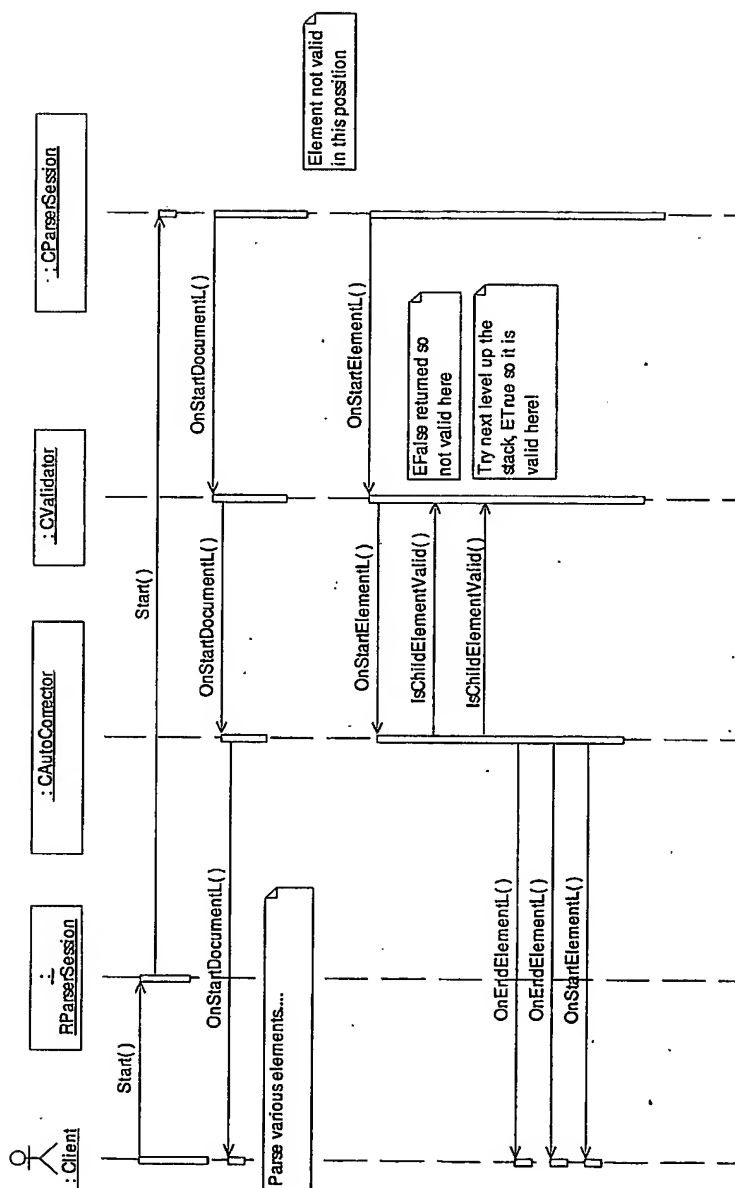 : Client
:
RParserSession
: CAutoCorrector
: CValidator
: CParserSession
Start( )
Start( )
OnStartDocumentL( )
OnStartDocumentL( )
OnStartDocumentL( )
Parse various elements....
Element not valid
in this possition
OnStartElementL( )
OnStartElementL( )
IsChildElementValid( )
EFalse returned so
not valid here
IsChildElementValid( )
Try next level up the
stack, ETrue so it is
valid here!
OnEndElementL( )
OnEndElementL( )
OnStartElementL( )